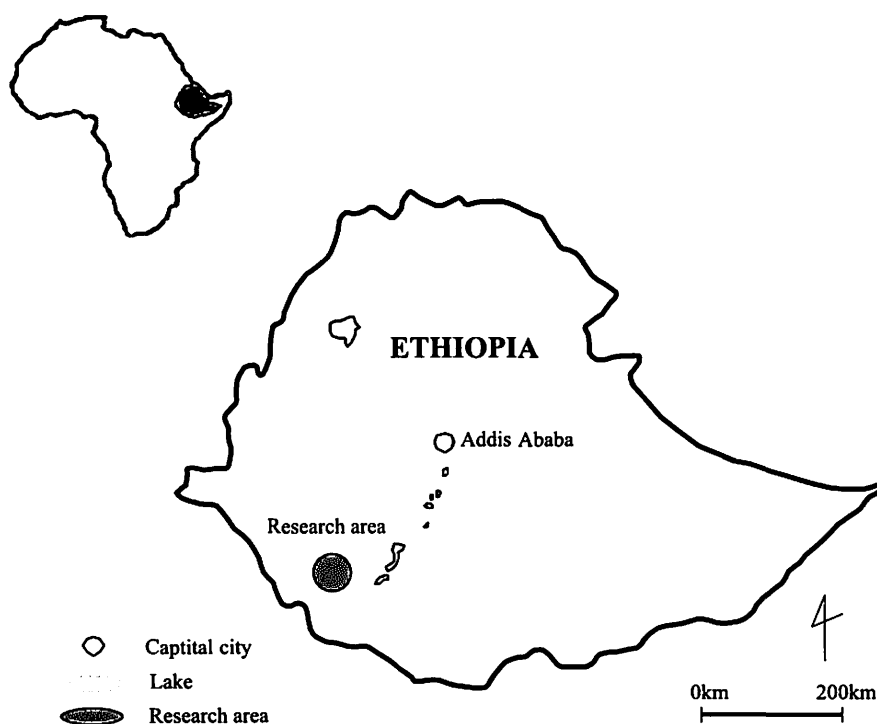 ETHIOPIA
Addis Ababa
Research area
Captital city
Lake
Research area
0km 200km